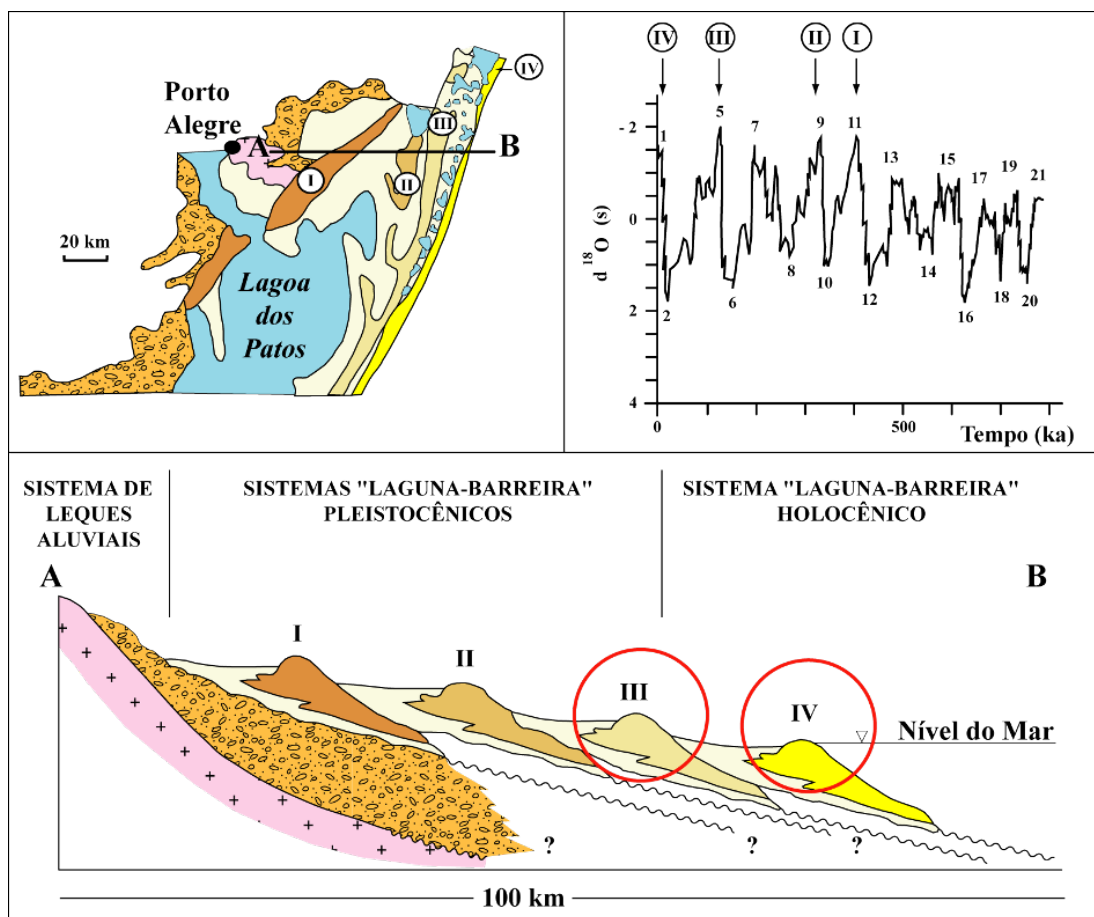 Porto
Alegre
A
B
I
II
III
IV
20 km
Lagoa
dos
Patos
IV
III
II
I
- 2
0
2
4
d 18O (s)
1
5
7
9
11
13
15
17
19
21
2
6
8
10
12
14
16
18
20
0
500
Tempo (ka)
SISTEMA DE
LEQUES
ALUVIAIS
SISTEMAS "LAGUNA-BARREIRA"
PLEISTOCÊNICOS
SISTEMA "LAGUNA-BARREIRA"
HOLOCÊNICO
A
B
I
II
III
IV
Nível do Mar
?
?
?
100 km